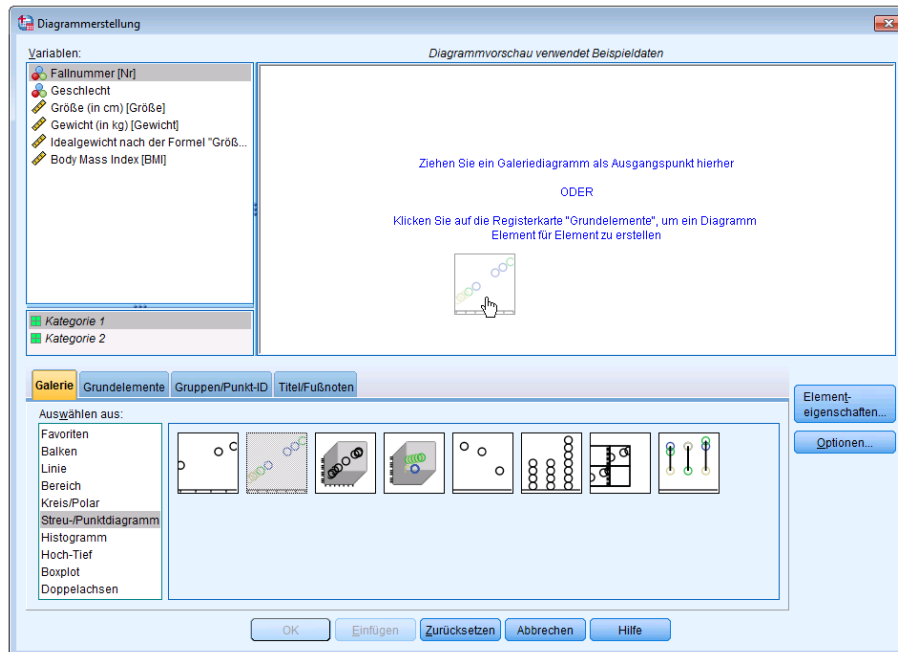 Diagrammerstellung
Variablen:
Diagrammvorschau verwendet Beispieldaten
Fallnummer [Nr]
Geschlecht
Größe (in cm) [Größe]
Gewicht (in kg) [Gewicht]
Idealgewicht nach der Formel "Größ...
Body Mass Index [BMI]
Ziehen Sie ein Galeriediagramm als Ausgangspunkt hierher
ODER
Klicken Sie auf die Registerkarte "Grundelemente", um ein Diagramm
Element für Element zu erstellen
Kategorie 1
Kategorie 2
Galerie Grundelemente Gruppen/Punkt-ID Titel/Fußnoten
Auswählen aus:
Favoriten
Balken
Linie
Bereich
Kreis/Polar
Streu-/Punktdiagramm
Histogramm
Hoch-Tief
Boxplot
Doppelachsen
Element-
eigenschaften...
Optionen...
OK Einfügen Zurücksetzen Abbrechen Hilfe